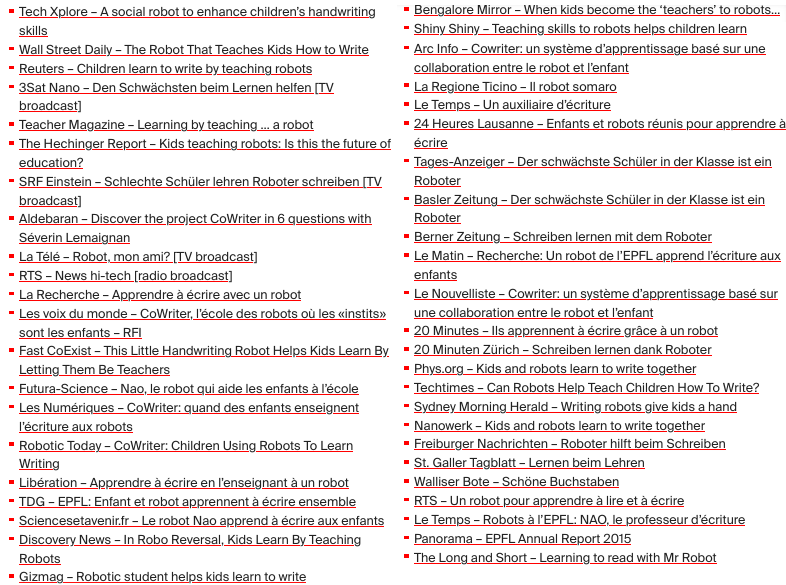 Tech Xplore – A social robot to enhance children's handwriting
skills
Wall Street Daily – The Robot That Teaches Kids How to Write
Reuters – Children learn to write by teaching robots
3Sat Nano – Den Schwächsten beim Lernen helfen [TV
broadcast]
Teacher Magazine – Learning by teaching ... a robot
The Hechinger Report – Kids teaching robots: Is this the future of
education?
SRF Einstein – Schlechte Schüler lehren Roboter schreiben [TV
broadcast]
Aldebaran – Discover the project CoWriter in 6 questions with
Séverin Lemaignan
La Télé – Robot, mon ami? [TV broadcast]
RTS – News hi-tech [radio broadcast]
La Recherche – Apprendre à écrire avec un robot
Les voix du monde – CoWriter, l'école des robots où les «instits»
sont les enfants – RFI
Fast CoExist – This Little Handwriting Robot Helps Kids Learn By
Letting Them Be Teachers
Futura-Science – Nao, le robot qui aide les enfants à l'école
Les Numériques – CoWriter: quand des enfants enseignent
l'écriture aux robots
Robotic Today – CoWriter: Children Using Robots To Learn
Writing
Libération – Apprendre à écrire en l'enseignant à un robot
TDG – EPFL: Enfant et robot apprennent à écrire ensemble
Sciencesetavenir.fr – Le robot Nao apprend à écrire aux enfants
Discovery News – In Robo Reversal, Kids Learn By Teaching
Robots
Gizmag – Robotic student helps kids learn to write
Bengalore Mirror – When kids become the 'teachers' to robots...
Shiny Shiny – Teaching skills to robots helps children learn
Arc Info – Cowriter: un système d'apprentissage basé sur une
collaboration entre le robot et l'enfant
La Regione Ticino – Il robot somaro
Le Temps – Un auxiliaire d'écriture
24 Heures Lausanne – Enfants et robots réunis pour apprendre à
écrire
Tages-Anzeiger – Der schwächste Schüler in der Klasse ist ein
Roboter
Basler Zeitung – Der schwächste Schüler in der Klasse ist ein
Roboter
Berner Zeitung – Schreiben lernen mit dem Roboter
Le Matin – Recherche: Un robot de l'EPFL apprend l'écriture aux
enfants
Le Nouvelliste – Cowriter: un système d'apprentissage basé sur
une collaboration entre le robot et l'enfant
20 Minutes – Ils apprennent à écrire grâce à un robot
20 Minuten Zürich – Schreiben lernen dank Roboter
Phys.org – Kids and robots learn to write together
Techtimes – Can Robots Help Teach Children How To Write?
Sydney Morning Herald – Writing robots give kids a hand
Nanowerk – Kids and robots learn to write together
Freiburger Nachrichten – Roboter hilft beim Schreiben
St. Galler Tagblatt – Lernen beim Lehren
Walliser Bote – Schöne Buchstaben
RTS – Un robot pour apprendre à lire et à écrire
Le Temps – Robots à l'EPFL: NAO, le professeur d'écriture
Panorama – EPFL Annual Report 2015
The Long and Short – Learning to read with Mr Robot